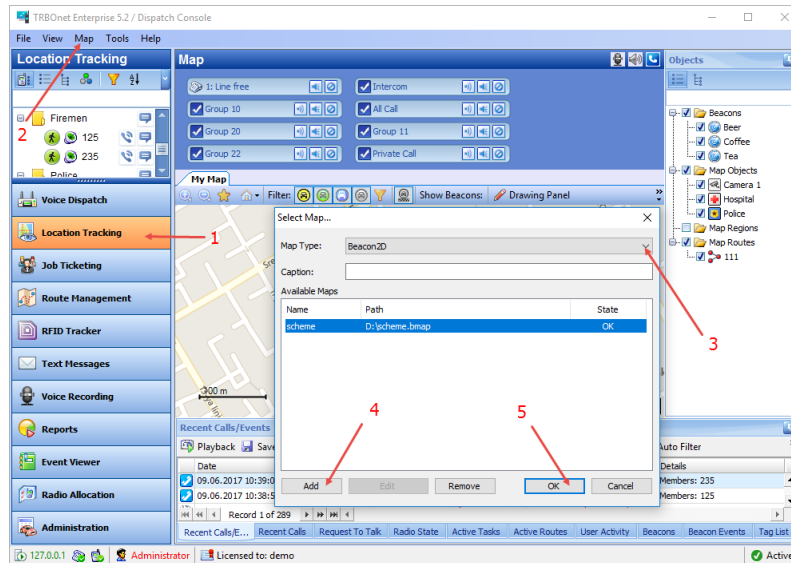 TRBOnet Enterprise 5.2 / Dispatch Console
File View Map Tools Help
Location Tracking
Firemen
125
235
Police
2
Voice Dispatch
Location Tracking
1
Job Ticketing
Route Management
RFID Tracker
Text Messages
Voice Recording
Reports
Event Viewer
Radio Allocation
Administration
Map
1: Line free
Intercom
Group 10
All Call
Group 20
Group 11
Group 22
Private Call
My Map
Filter:
Show Beacons:
Drawing Panel
Select Map...
Map Type:
Beacon2D
Caption:
Available Maps
Name Path State
scheme D:\scheme.bmap OK
3
4
5
Add Edit Remove OK Cancel
Objects
Beacons
Beer
Coffee
Tea
Map Objects
Camera 1
Hospital
Police
Map Regions
Map Routes
111
Recent Calls/Events
Playback
Auto Filter
Date
Details
09.06.2017 10:39:0
Members: 235
09.06.2017 10:38:5
Members: 125
Record 1 of 289
Recent Calls/E... Recent Calls Request To Talk Radio State Active Tasks Active Routes User Activity Beacons Beacon Events Tag List
127.0.0.1 Administrator Licensed to: demo
Active